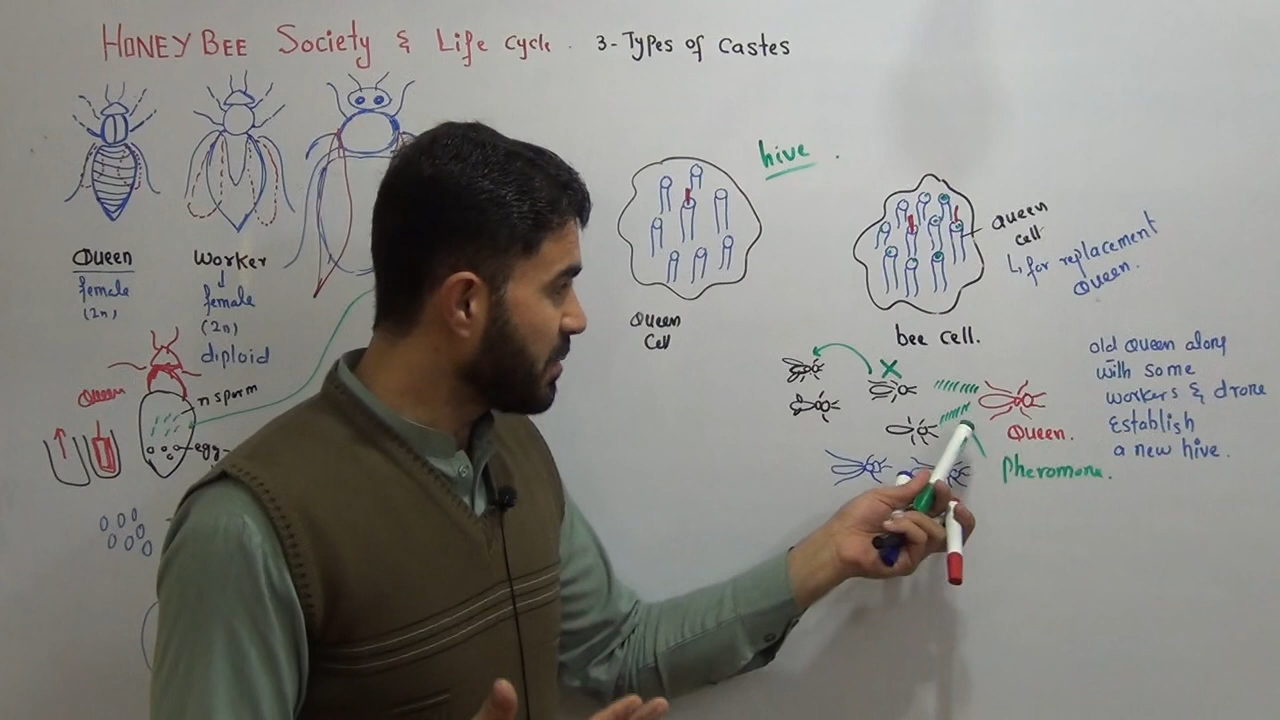 HONEY BEE Society & Life cycle. 3-Types of Castes
Queen
female
(2n)
Worker
female
(2n)
diploid
Queen
n sperm
egg
hive.
Queen
Cell
bee cell.
queen
cell
for replacement
Queen.
Queen.
Pheromone.
old Queen along
with some
workers & drone
Establish
a new hive.